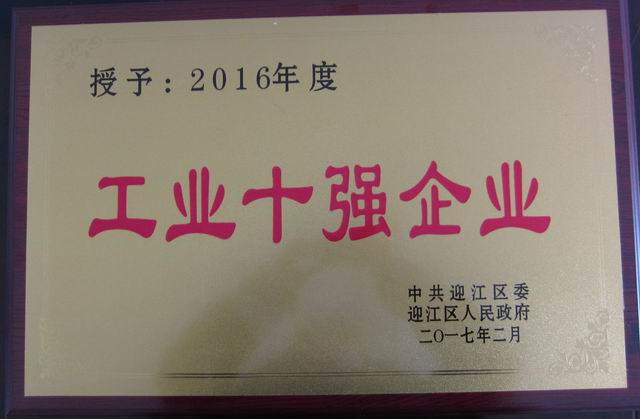 授予：2016年度
工业十强企业
中共迎江区委
迎江区人民政府
二〇一七年二月